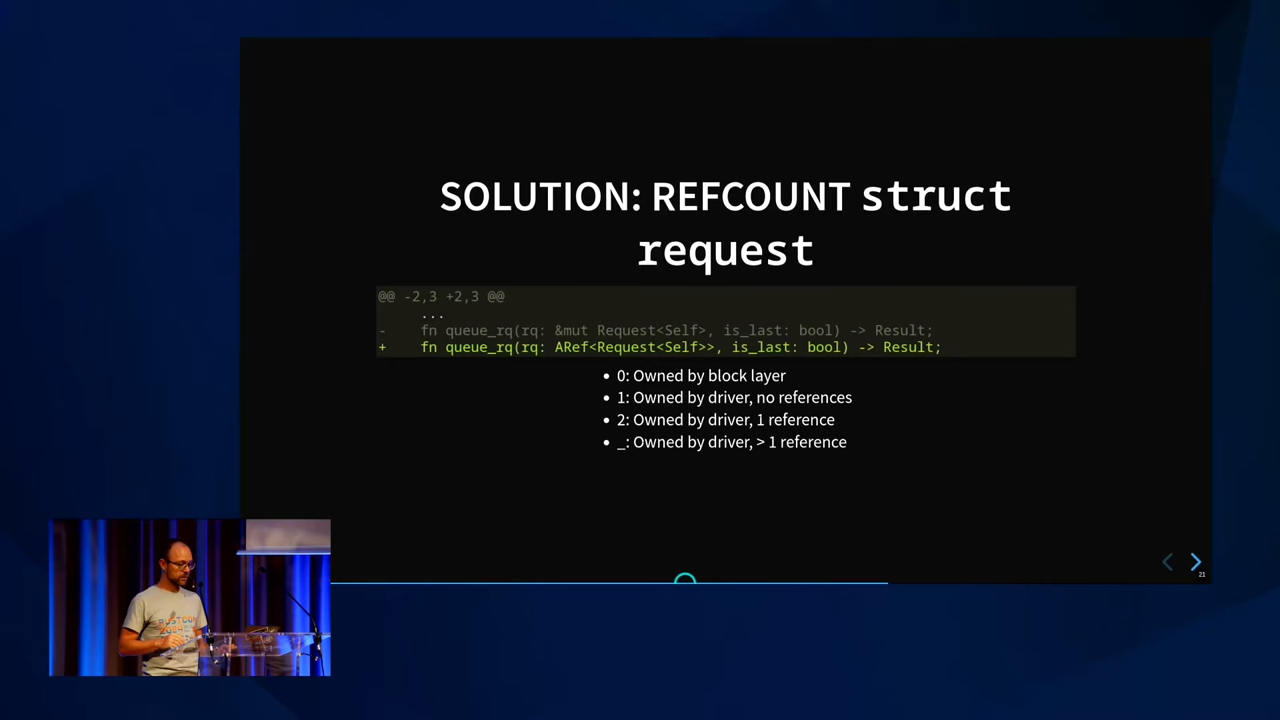 SOLUTION: REFCOUNT struct
request
@@ -2,3 +2,3 @@
...
- fn queue_rq(rq: &mut Request<Self>, is_last: bool) -> Result;
+ fn queue_rq(rq: ARef<Request<Self>>, is_last: bool) -> Result;
• 0: Owned by block layer
• 1: Owned by driver, no references
• 2: Owned by driver, 1 reference
• _: Owned by driver, > 1 reference
21